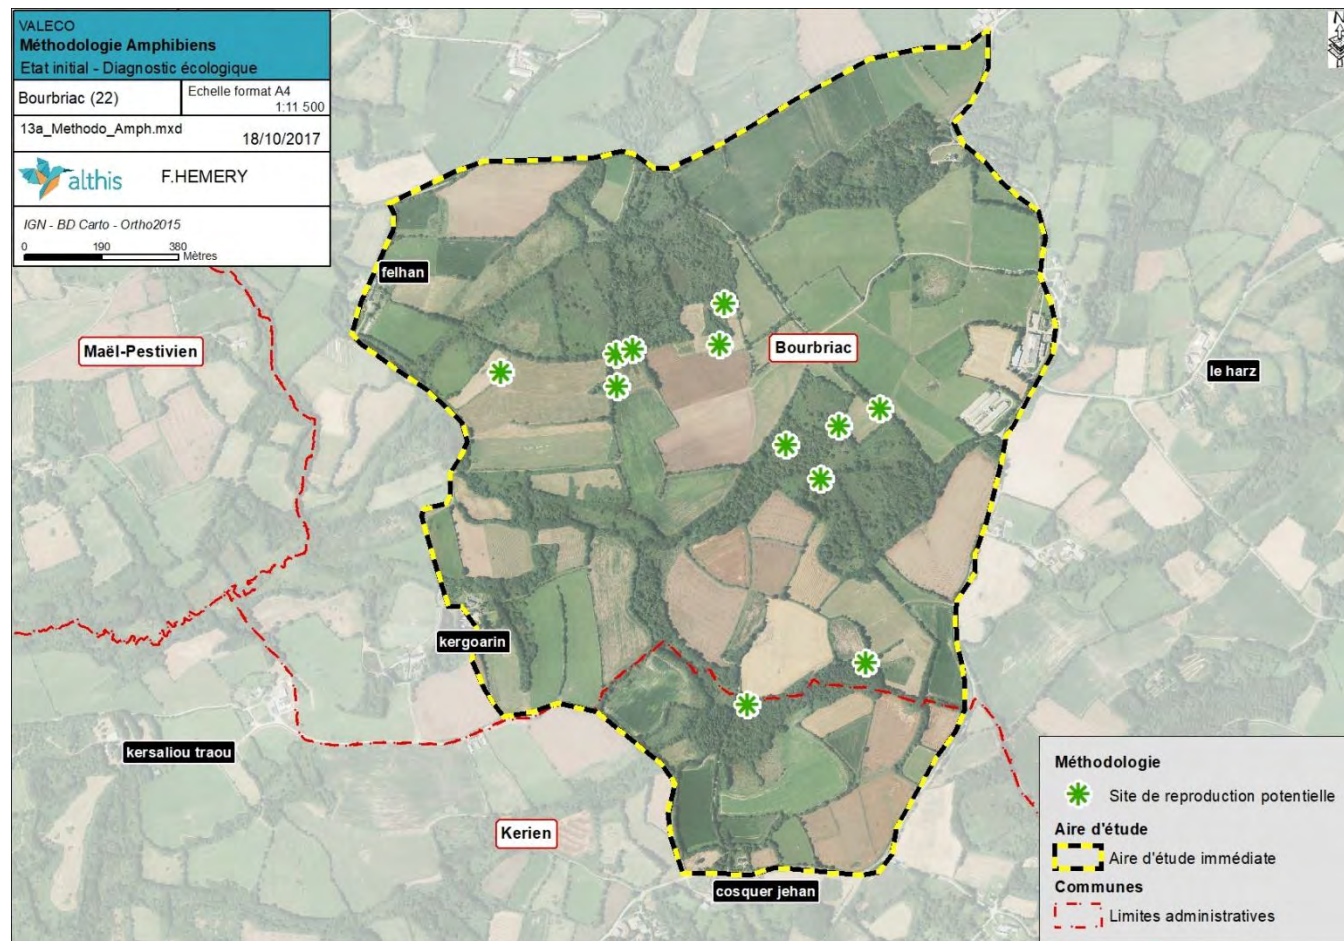 VALECO
Méthodologie Amphibiens
Etat initial - Diagnostic écologique
Bourbriac (22)
Echelle format A4
1:11 500
13a_Methodo_Amph.mxd
18/10/2017
althis
F.HEMERY
IGN - BD Carto - Ortho2015
0 190 380
Mètres
N
felhan
Maël-Pestivien
Bourbriac
le harz
kergoarin
kersaliou traou
Kerien
cosquer jehan
Méthodologie
Site de reproduction potentielle
Aire d'étude
Aire d'étude immédiate
Communes
Limites administratives